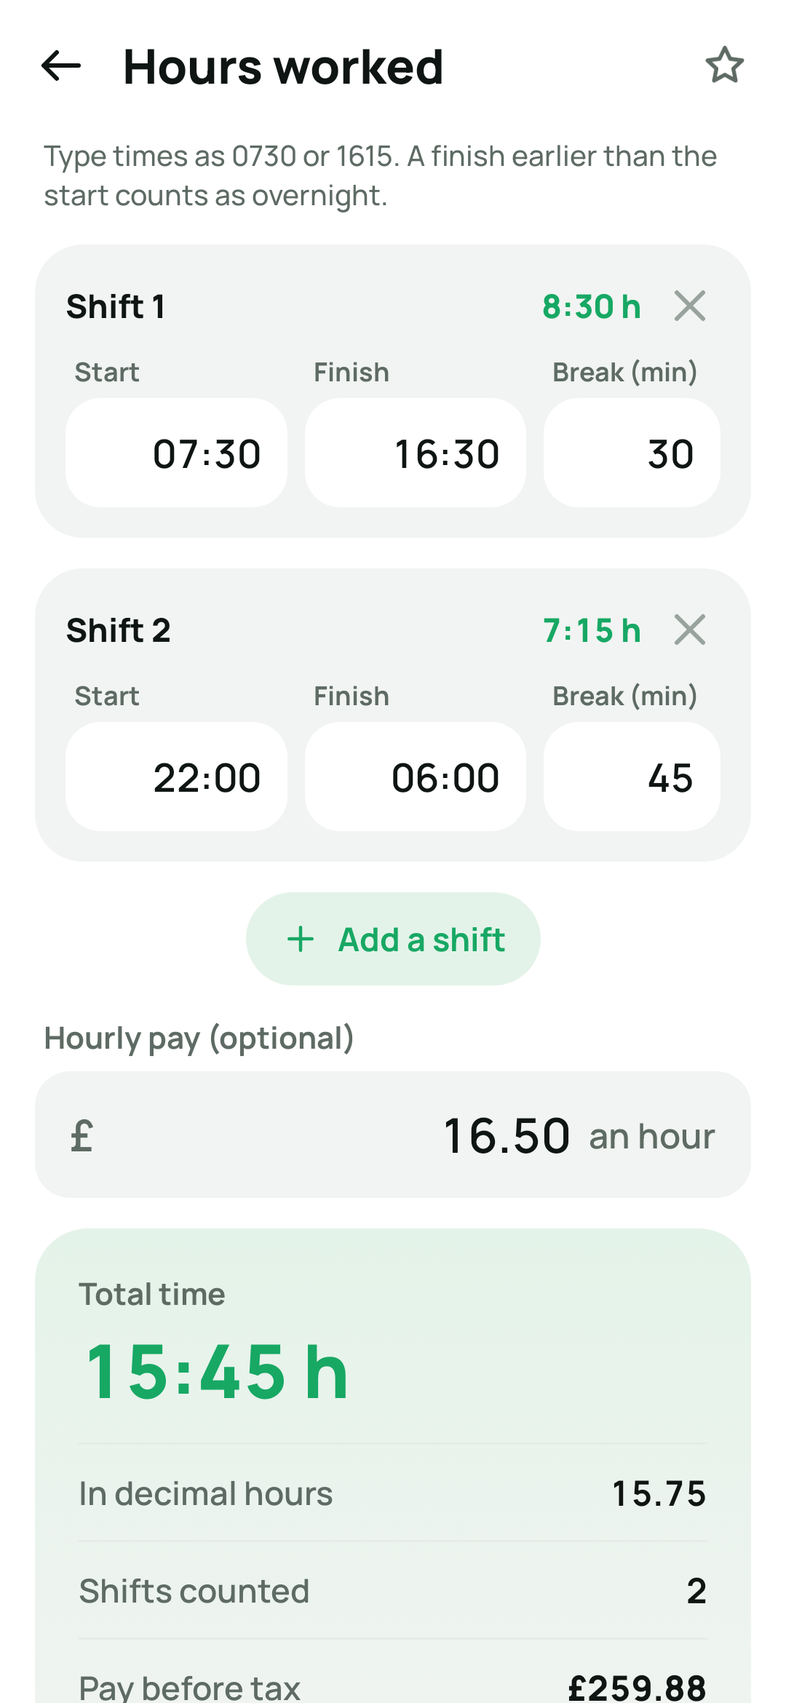 Hours worked
Type times as 0730 or 1615. A finish earlier than the
start counts as overnight.
Shift 1 8:30 h
Start Finish Break (min)
07:30 16:30 30
Shift 2 7:15 h
Start Finish Break (min)
22:00 06:00 45
+ Add a shift
Hourly pay (optional)
£ 16.50 an hour
Total time
15:45 h
In decimal hours 15.75
Shifts counted 2
Pay before tax £259.88